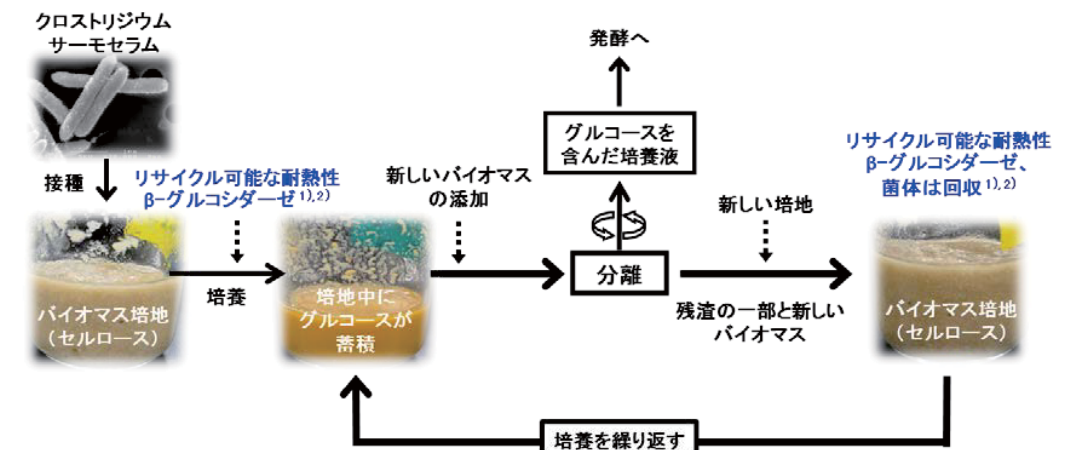 クロストリジウム
サーモセラム
接種
バイオマス培地
（セルロース）
リサイクル可能な耐熱性
β-グルコシダーゼ1),2)
培養
培地中に
グルコースが
蓄積
新しいバイオマス
の添加
発酵へ
グルコースを
含んだ培養液
分離
新しい培地
残渣の一部と新しい
バイオマス
リサイクル可能な耐熱性
β-グルコシダーゼ、
菌体は回収1),2)
バイオマス培地
（セルロース）
培養を繰り返す